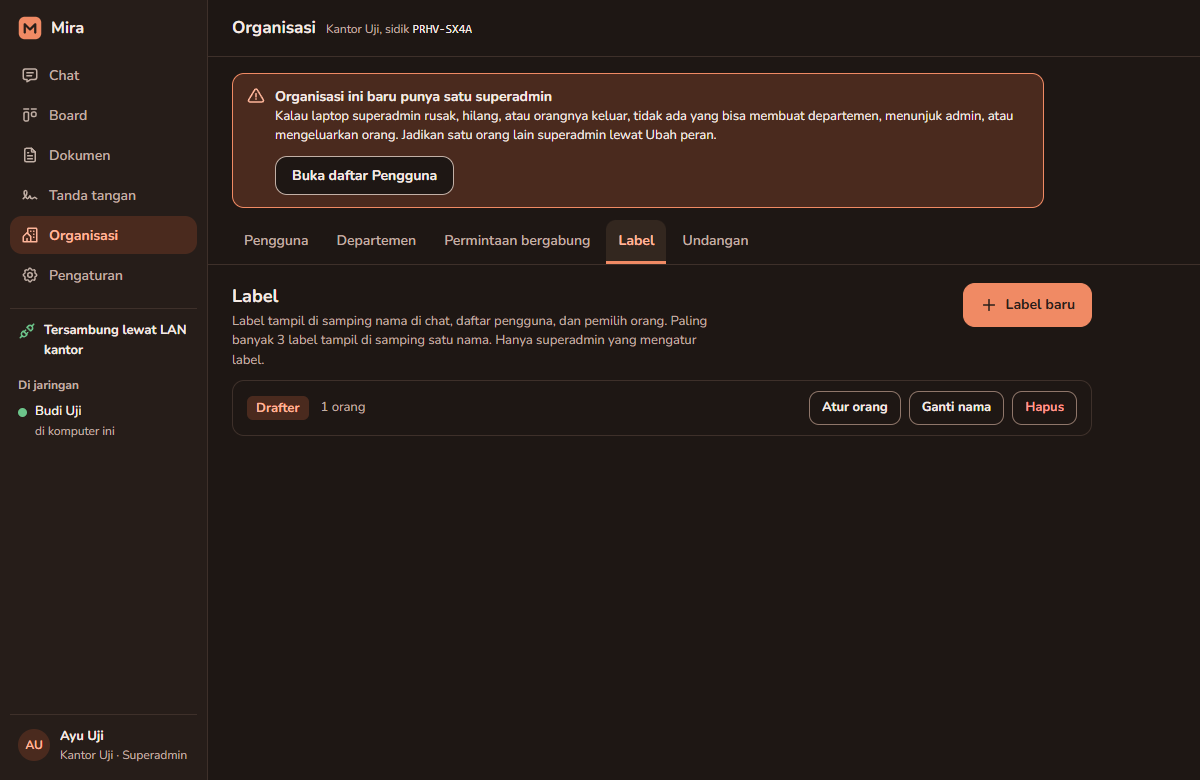 Mira
Chat
Board
Dokumen
Tanda tangan
Organisasi
Pengaturan
Tersambung lewat LAN
kantor
Di jaringan
Budi Uji
di komputer ini
AU
Ayu Uji
Kantor Uji · Superadmin
Organisasi Kantor Uji, sidik PRHV-SX4A
Organisasi ini baru punya satu superadmin
Kalau laptop superadmin rusak, hilang, atau orangnya keluar, tidak ada yang bisa membuat departemen, menunjuk admin, atau
mengeluarkan orang. Jadikan satu orang lain superadmin lewat Ubah peran.
Buka daftar Pengguna
Pengguna Departemen Permintaan bergabung Label Undangan
Label
Label tampil di samping nama di chat, daftar pengguna, dan pemilih orang. Paling
banyak 3 label tampil di samping satu nama. Hanya superadmin yang mengatur
label.
+ Label baru
Drafter 1 orang Atur orang Ganti nama Hapus